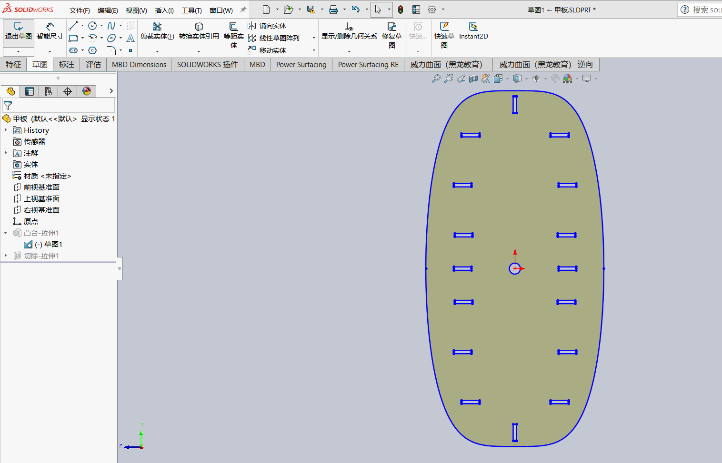 SOLIDWORKS 文件(F) 编辑(E) 视图(V) 插入(I) 工具(T) 窗口(W) 草图1 – 甲板.SLDPRT * 搜索 SOLI
退出草图 智能尺寸 剪裁实体(T) 转换实体引用 等距实体 镜向实体
线性草图阵列
移动实体
显示/删除几何关系 修复草图 快速草图 Instant2D
特征 草图 标注 评估 MBD Dimensions SOLIDWORKS 插件 MBD Power Surfacing Power Surfacing RE 威力曲面（黑龙教育） 威力曲面（黑龙教育） 逆向
甲板 (默认<<默认>_显示状态 1
History
传感器
注解
实体
材质 <未指定>
前视基准面
上视基准面
右视基准面
原点
凸台-拉伸1
(-) 草图1
切除-拉伸1